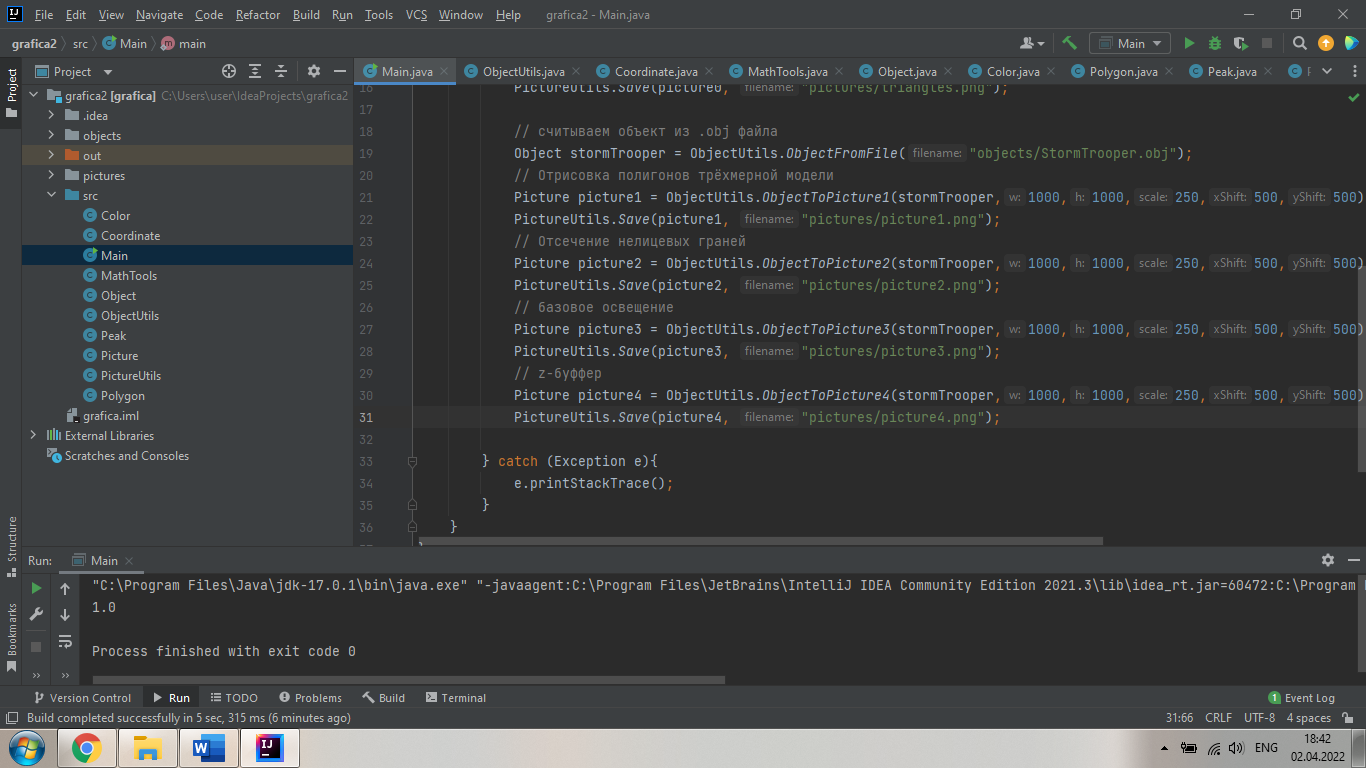 File Edit View Navigate Code Refactor Build Run Tools VCS Window Help grafica2 - Main.java
grafica2 src Main main Main
Project
Project
Main.java ObjectUtils.java Coordinate.java MathTools.java Object.java Color.java Polygon.java Peak.java
grafica2 [grafica] C:\Users\user\IdeaProjects\grafica2
.idea
objects
out
pictures
src
Color
Coordinate
Main
MathTools
Object
ObjectUtils
Peak
Picture
PictureUtils
Polygon
grafica.iml
External Libraries
Scratches and Consoles
16 PictureUtils.Save(picture0, filename: "pictures/triangles.png");
17
18 // считываем объект из .obj файла
19 Object stormTrooper = ObjectUtils.ObjectFromFile( filename: "objects/StormTrooper.obj");
20 // Отрисовка полигонов трёхмерной модели
21 Picture picture1 = ObjectUtils.ObjectToPicture1(stormTrooper, w: 1000, h: 1000, scale: 250, xShift: 500, yShift: 500)
22 PictureUtils.Save(picture1, filename: "pictures/picture1.png");
23 // Отсечение нелицевых граней
24 Picture picture2 = ObjectUtils.ObjectToPicture2(stormTrooper, w: 1000, h: 1000, scale: 250, xShift: 500, yShift: 500)
25 PictureUtils.Save(picture2, filename: "pictures/picture2.png");
26 // базовое освещение
27 Picture picture3 = ObjectUtils.ObjectToPicture3(stormTrooper, w: 1000, h: 1000, scale: 250, xShift: 500, yShift: 500)
28 PictureUtils.Save(picture3, filename: "pictures/picture3.png");
29 // z-буффер
30 Picture picture4 = ObjectUtils.ObjectToPicture4(stormTrooper, w: 1000, h: 1000, scale: 250, xShift: 500, yShift: 500)
31 PictureUtils.Save(picture4, filename: "pictures/picture4.png");
32
33 } catch (Exception e){
34 e.printStackTrace();
35 }
36 }
Structure
Bookmarks
Run: Main
"C:\Program Files\Java\jdk-17.0.1\bin\java.exe" "-javaagent:C:\Program Files\JetBrains\IntelliJ IDEA Community Edition 2021.3\lib\idea_rt.jar=60472:C:\Program
1.0
Process finished with exit code 0
Version Control Run TODO Problems Build Terminal 1 Event Log
Build completed successfully in 5 sec, 315 ms (6 minutes ago) 31:66 CRLF UTF-8 4 spaces
ENG 18:42
02.04.2022